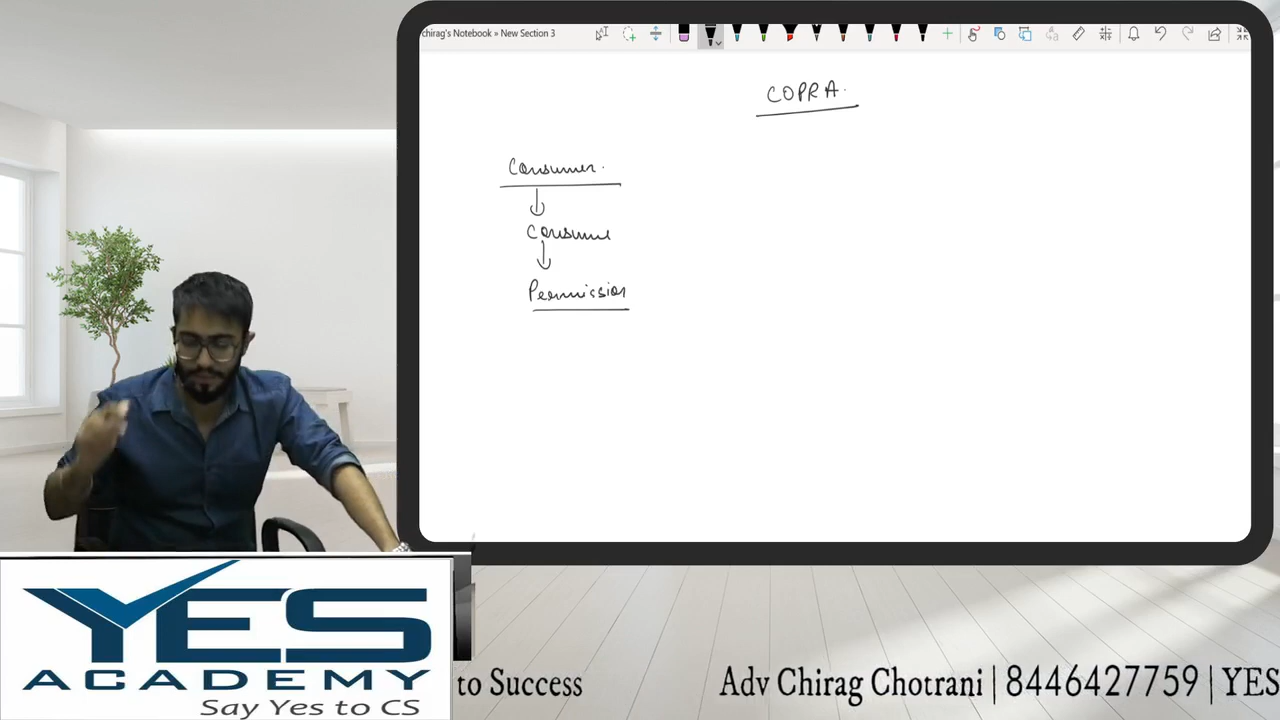 chirag's Notebook » New Section 3
COPRA.
Consumer.
Consume
Permission
YES
ACADEMY
Say Yes to CS
to Success
Adv Chirag Chotrani | 8446427759 | YES